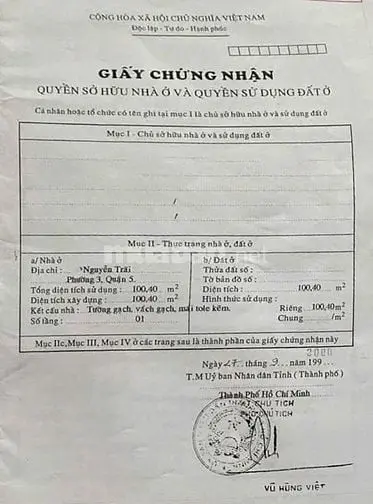 CỘNG HÒA XÃ HỘI CHỦ NGHĨA VIỆT NAM
Độc lập - Tự do - Hạnh phúc
GIẤY CHỨNG NHẬN
QUYỀN SỞ HỮU NHÀ Ở VÀ QUYỀN SỬ DỤNG ĐẤT Ở
Cá nhân hoặc tổ chức có tên ghi tại mục I là chủ sở hữu nhà ở và sử dụng đất ở
Mục I - Chủ sở hữu nhà ở và sử dụng đất ở
/
/
Mục II - Thực trạng nhà ở, đất ở
a/ Nhà ở
Địa chỉ : Nguyễn Trãi
Phường 3, Quận 5.
Tổng diện tích sử dụng : 100,40 m2
Diện tích xây dựng : 100,40 m2
Kết cấu nhà : Tường gạch, vách gạch, mái tole kẽm.
Số tầng : 01
b/ Đất ở
Thửa đất số :
Tờ bản đồ số :
Diện tích : 100,40 m2
Hình thức sử dụng :
Riêng 100,40 m2
Chung / m2
Mục IIc, Mục III, Mục IV ở các trang sau là thành phần của giấy chứng nhận này
2000
Ngày 27 tháng 9 năm 199...
T.M Uỷ ban Nhân dân Tỉnh ( Thành phố )
Thành Phố Hồ Chí Minh
CHỦ TỊCH
PHÓ CHỦ TỊCH
VŨ HÙNG VIỆT